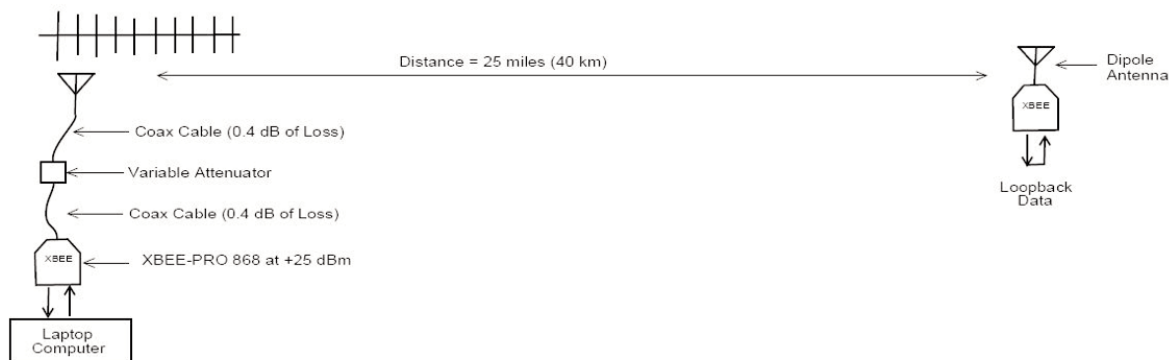 Distance = 25 miles (40 km)
Dipole
Antenna
XBEE
Coax Cable (0.4 dB of Loss)
Variable Attenuator
Loopback
Data
Coax Cable (0.4 dB of Loss)
XBEE
XBEE-PRO 868 at +25 dBm
Laptop
Computer